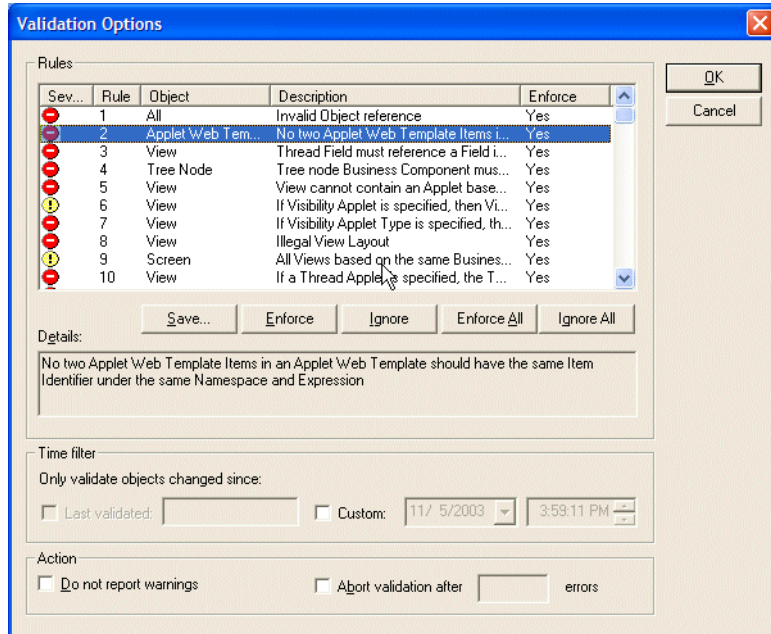 Validation Options
Rules
OK
Cancel
Sev... Rule Object Description Enforce
1 All Invalid Object reference Yes
2 Applet Web Tem... No two Applet Web Template Items i... Yes
3 View Thread Field must reference a Field i... Yes
4 Tree Node Tree node Business Component mus... Yes
5 View View cannot contain an Applet base... Yes
6 View If Visibility Applet is specified, then Vi... Yes
7 View If Visibility Applet Type is specified, th... Yes
8 View Illegal View Layout Yes
9 Screen All Views based on the same Busines... Yes
10 View If a Thread Applet is specified, the T... Yes
Save... Enforce Ignore Enforce All Ignore All
Details:
No two Applet Web Template Items in an Applet Web Template should have the same Item
Identifier under the same Namespace and Expression
Time filter
Only validate objects changed since:
Last validated: Custom: 11/ 5/2003 3:59:11 PM
Action
Do not report warnings Abort validation after errors